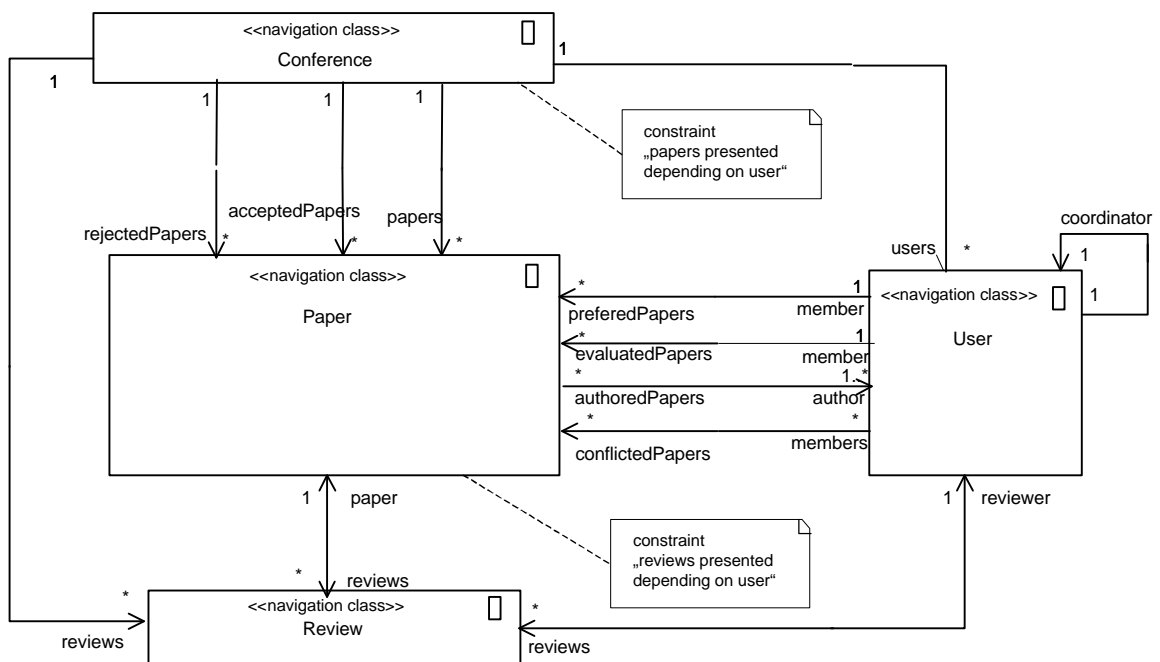 <<navigation class>>
Conference
1
1
1
1
1
constraint
„papers presented
depending on user“
acceptedPapers
papers
rejectedPapers
*
*
*
coordinator
users
*
1
1
<<navigation class>>
Paper
<<navigation class>>
User
*
preferedPapers
1
member
*
evaluatedPapers
1
member
*
authoredPapers
1..*
author
*
conflictedPapers
*
members
1
paper
1
reviewer
constraint
„reviews presented
depending on user“
*
reviews
*
reviews
<<navigation class>>
Review
*
reviews